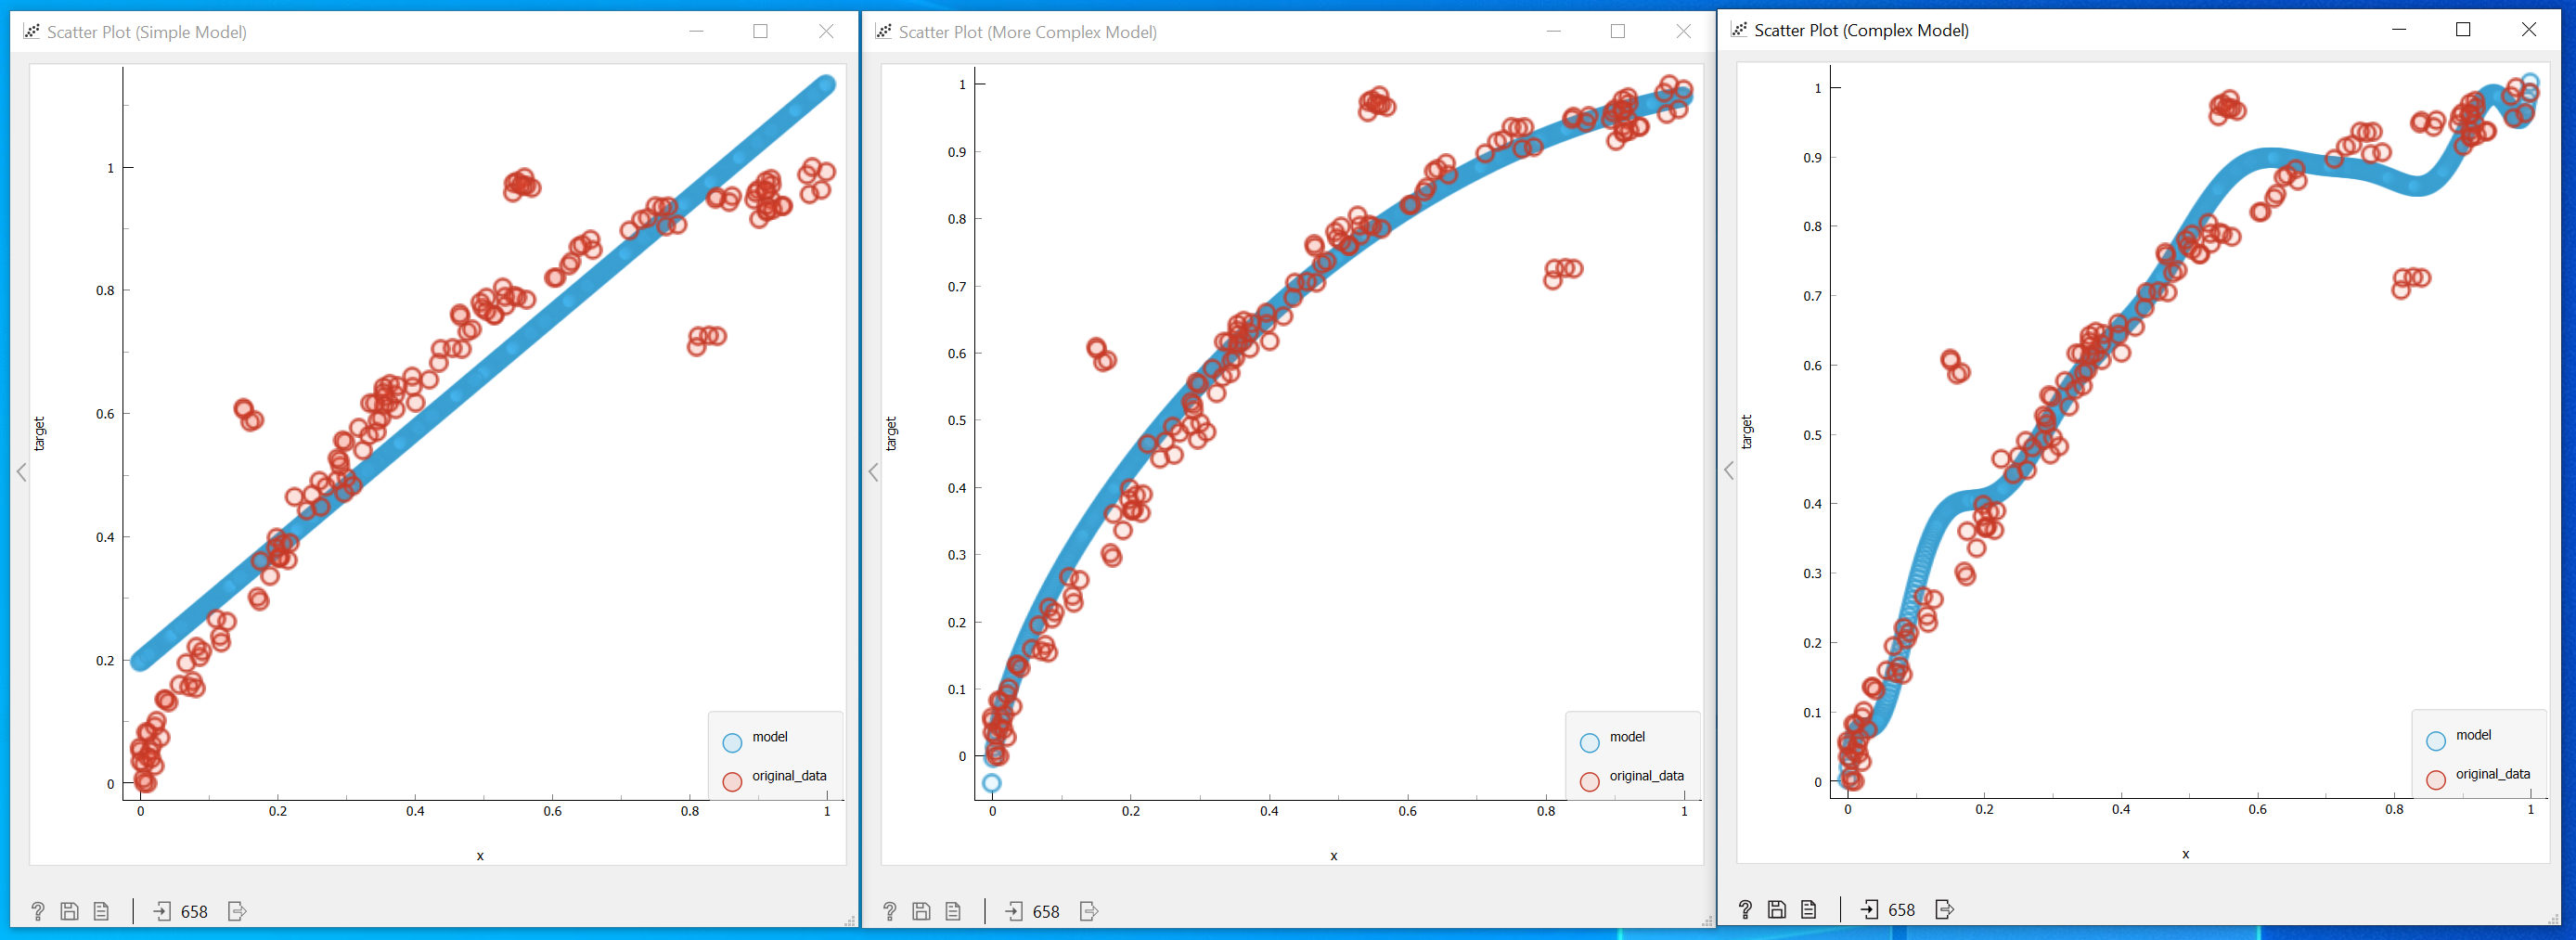 Scatter Plot (Simple Model)
1
0.8
0.6
0.4
0.2
0
target
0 0.2 0.4 0.6 0.8 1
x
model
original_data
? 658
Scatter Plot (More Complex Model)
1
0.9
0.8
0.7
0.6
0.5
0.4
0.3
0.2
0.1
0
target
0 0.2 0.4 0.6 0.8 1
x
model
original_data
? 658
Scatter Plot (Complex Model)
1
0.9
0.8
0.7
0.6
0.5
0.4
0.3
0.2
0.1
0
target
0 0.2 0.4 0.6 0.8 1
x
model
original_data
? 658